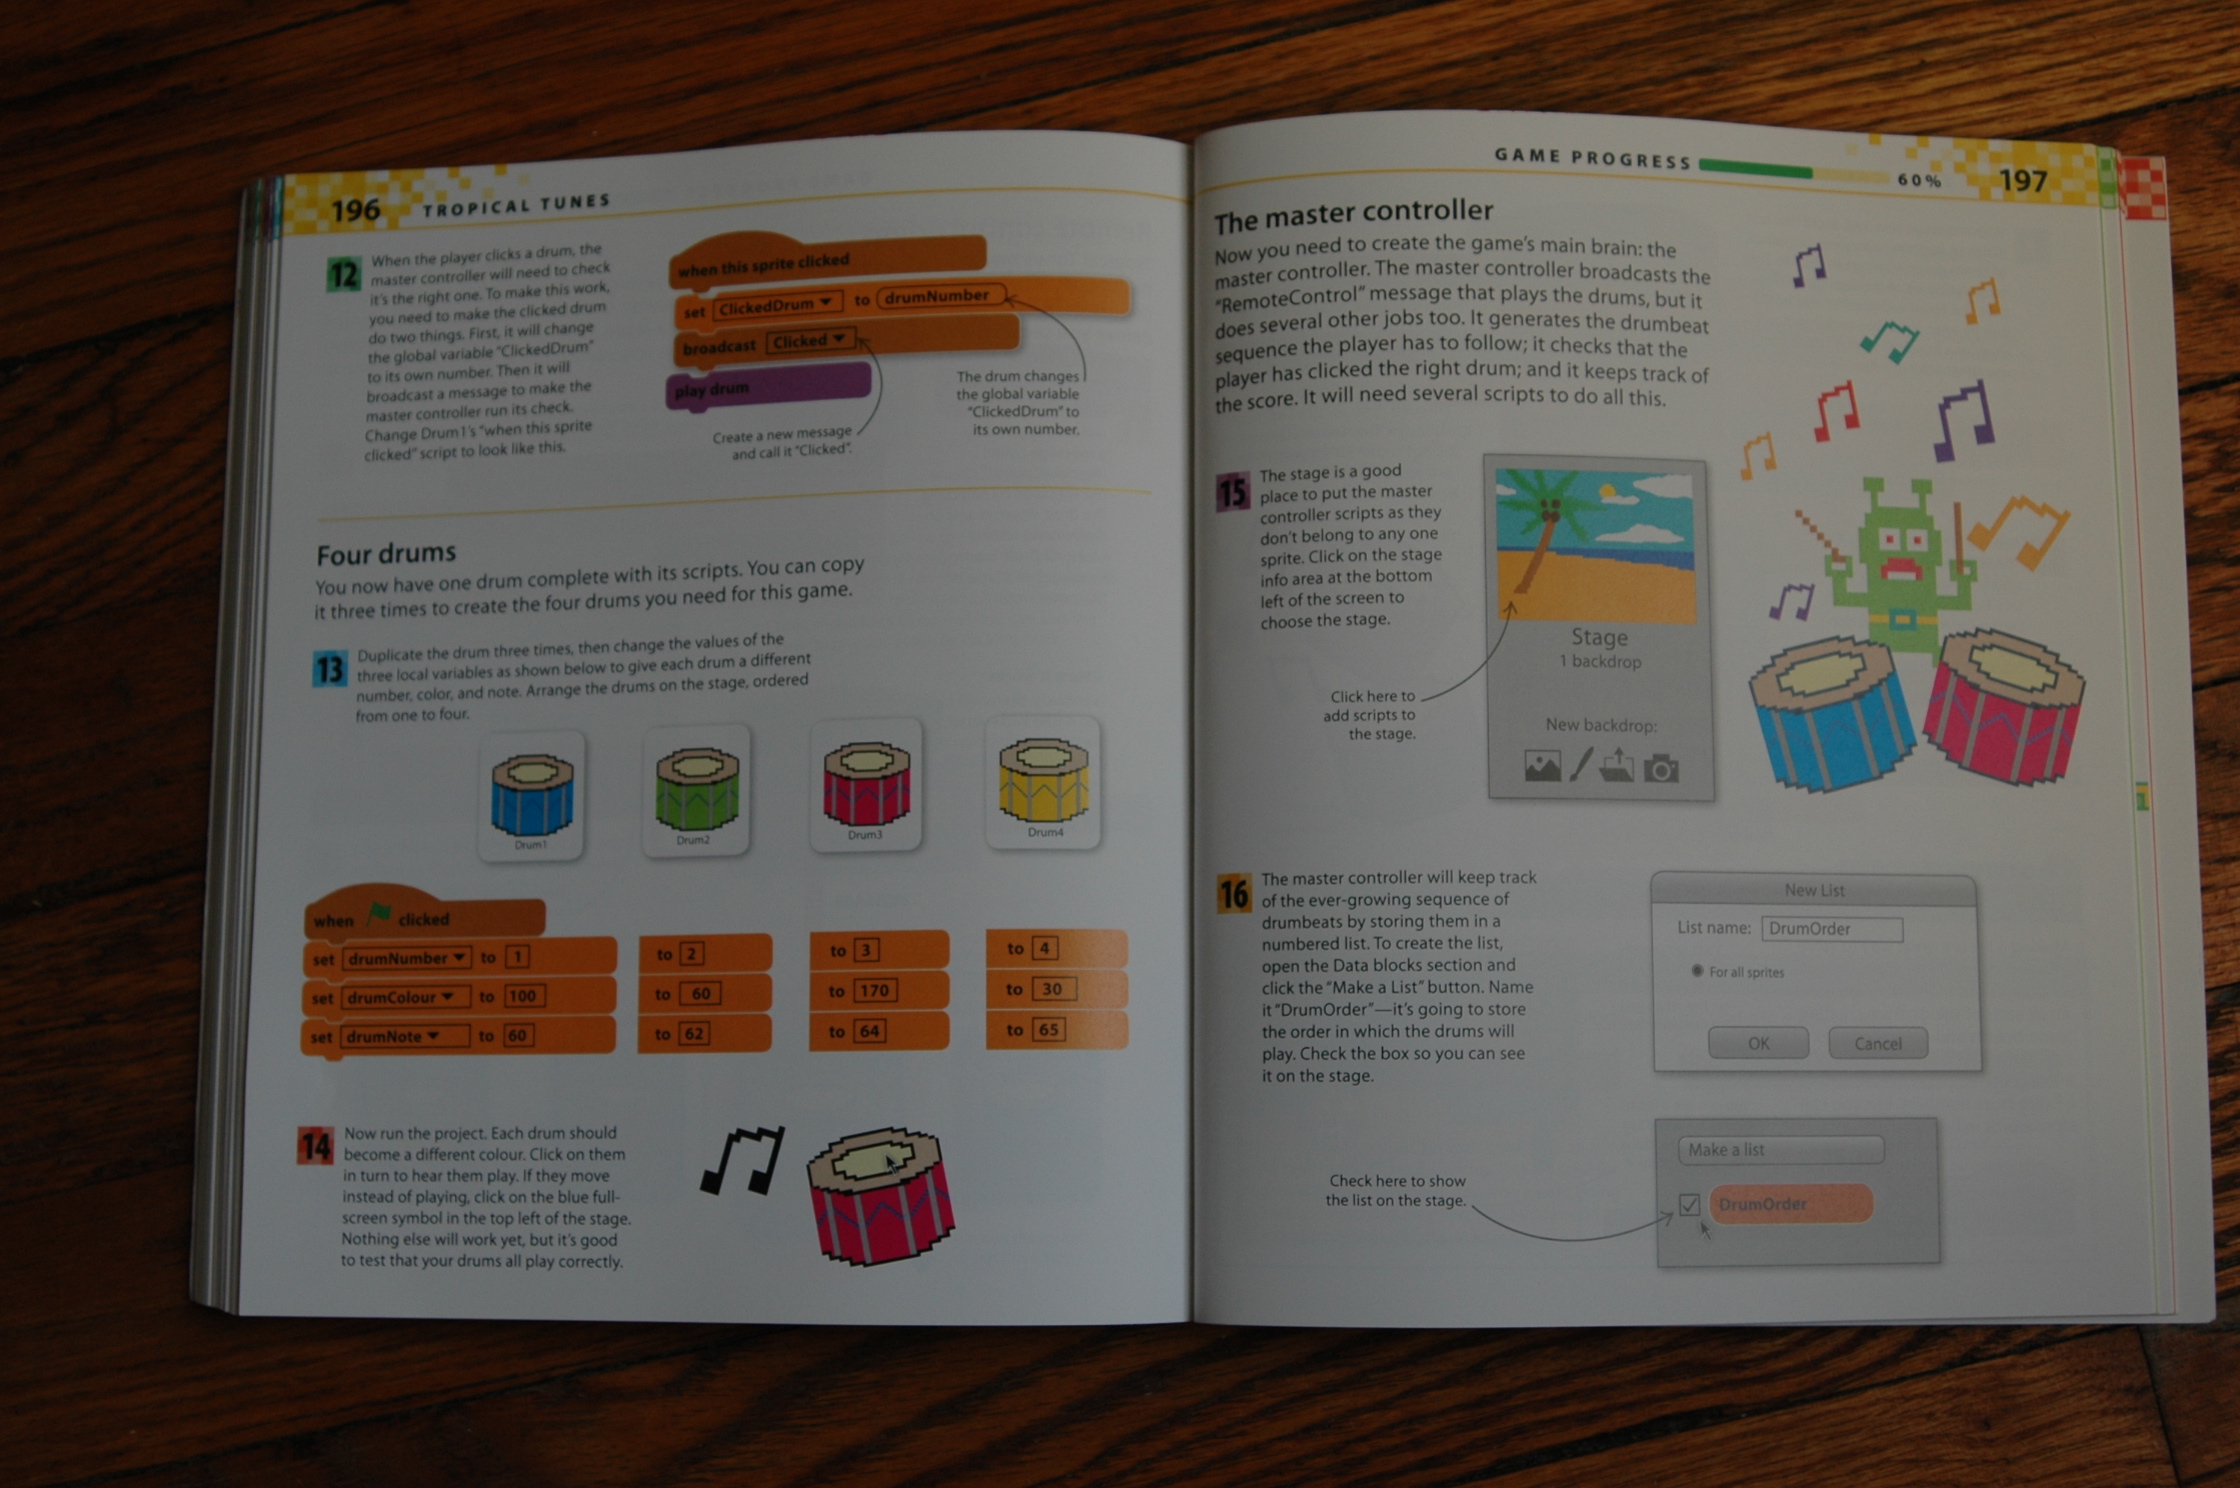 196 TROPICAL TUNES
12
When the player clicks a drum, the
master controller will need to check
it's the right one. To make this work,
you need to make the clicked drum
do two things. First, it will change
the global variable "ClickedDrum"
to its own number. Then it will
broadcast a message to make the
master controller run its check.
Change Drum1's "when this sprite
clicked" script to look like this.
when this sprite clicked
set ClickedDrum to drumNumber
broadcast Clicked
play drum
The drum changes
the global variable
"ClickedDrum" to
its own number.
Create a new message
and call it "Clicked".
Four drums
You now have one drum complete with its scripts. You can copy
it three times to create the four drums you need for this game.
13
Duplicate the drum three times, then change the values of the
three local variables as shown below to give each drum a different
number, color, and note. Arrange the drums on the stage, ordered
from one to four.
Drum1
Drum2
Drum3
Drum4
when clicked
set drumNumber to 1
set drumColour to 100
set drumNote to 60
to 2
to 60
to 62
to 3
to 170
to 64
to 4
to 30
to 65
14
Now run the project. Each drum should
become a different colour. Click on them
in turn to hear them play. If they move
instead of playing, click on the blue full-
screen symbol in the top left of the stage.
Nothing else will work yet, but it's good
to test that your drums all play correctly.
GAME PROGRESS 60% 197
The master controller
Now you need to create the game's main brain: the
master controller. The master controller broadcasts the
"RemoteControl" message that plays the drums, but it
does several other jobs too. It generates the drumbeat
sequence the player has to follow; it checks that the
player has clicked the right drum; and it keeps track of
the score. It will need several scripts to do all this.
15
The stage is a good
place to put the master
controller scripts as they
don't belong to any one
sprite. Click on the stage
info area at the bottom
left of the screen to
choose the stage.
Click here to
add scripts to
the stage.
Stage
1 backdrop
New backdrop:
16
The master controller will keep track
of the ever-growing sequence of
drumbeats by storing them in a
numbered list. To create the list,
open the Data blocks section and
click the "Make a List" button. Name
it "DrumOrder"—it's going to store
the order in which the drums will
play. Check the box so you can see
it on the stage.
New List
List name: DrumOrder
For all sprites
OK Cancel
Make a list
DrumOrder
Check here to show
the list on the stage.